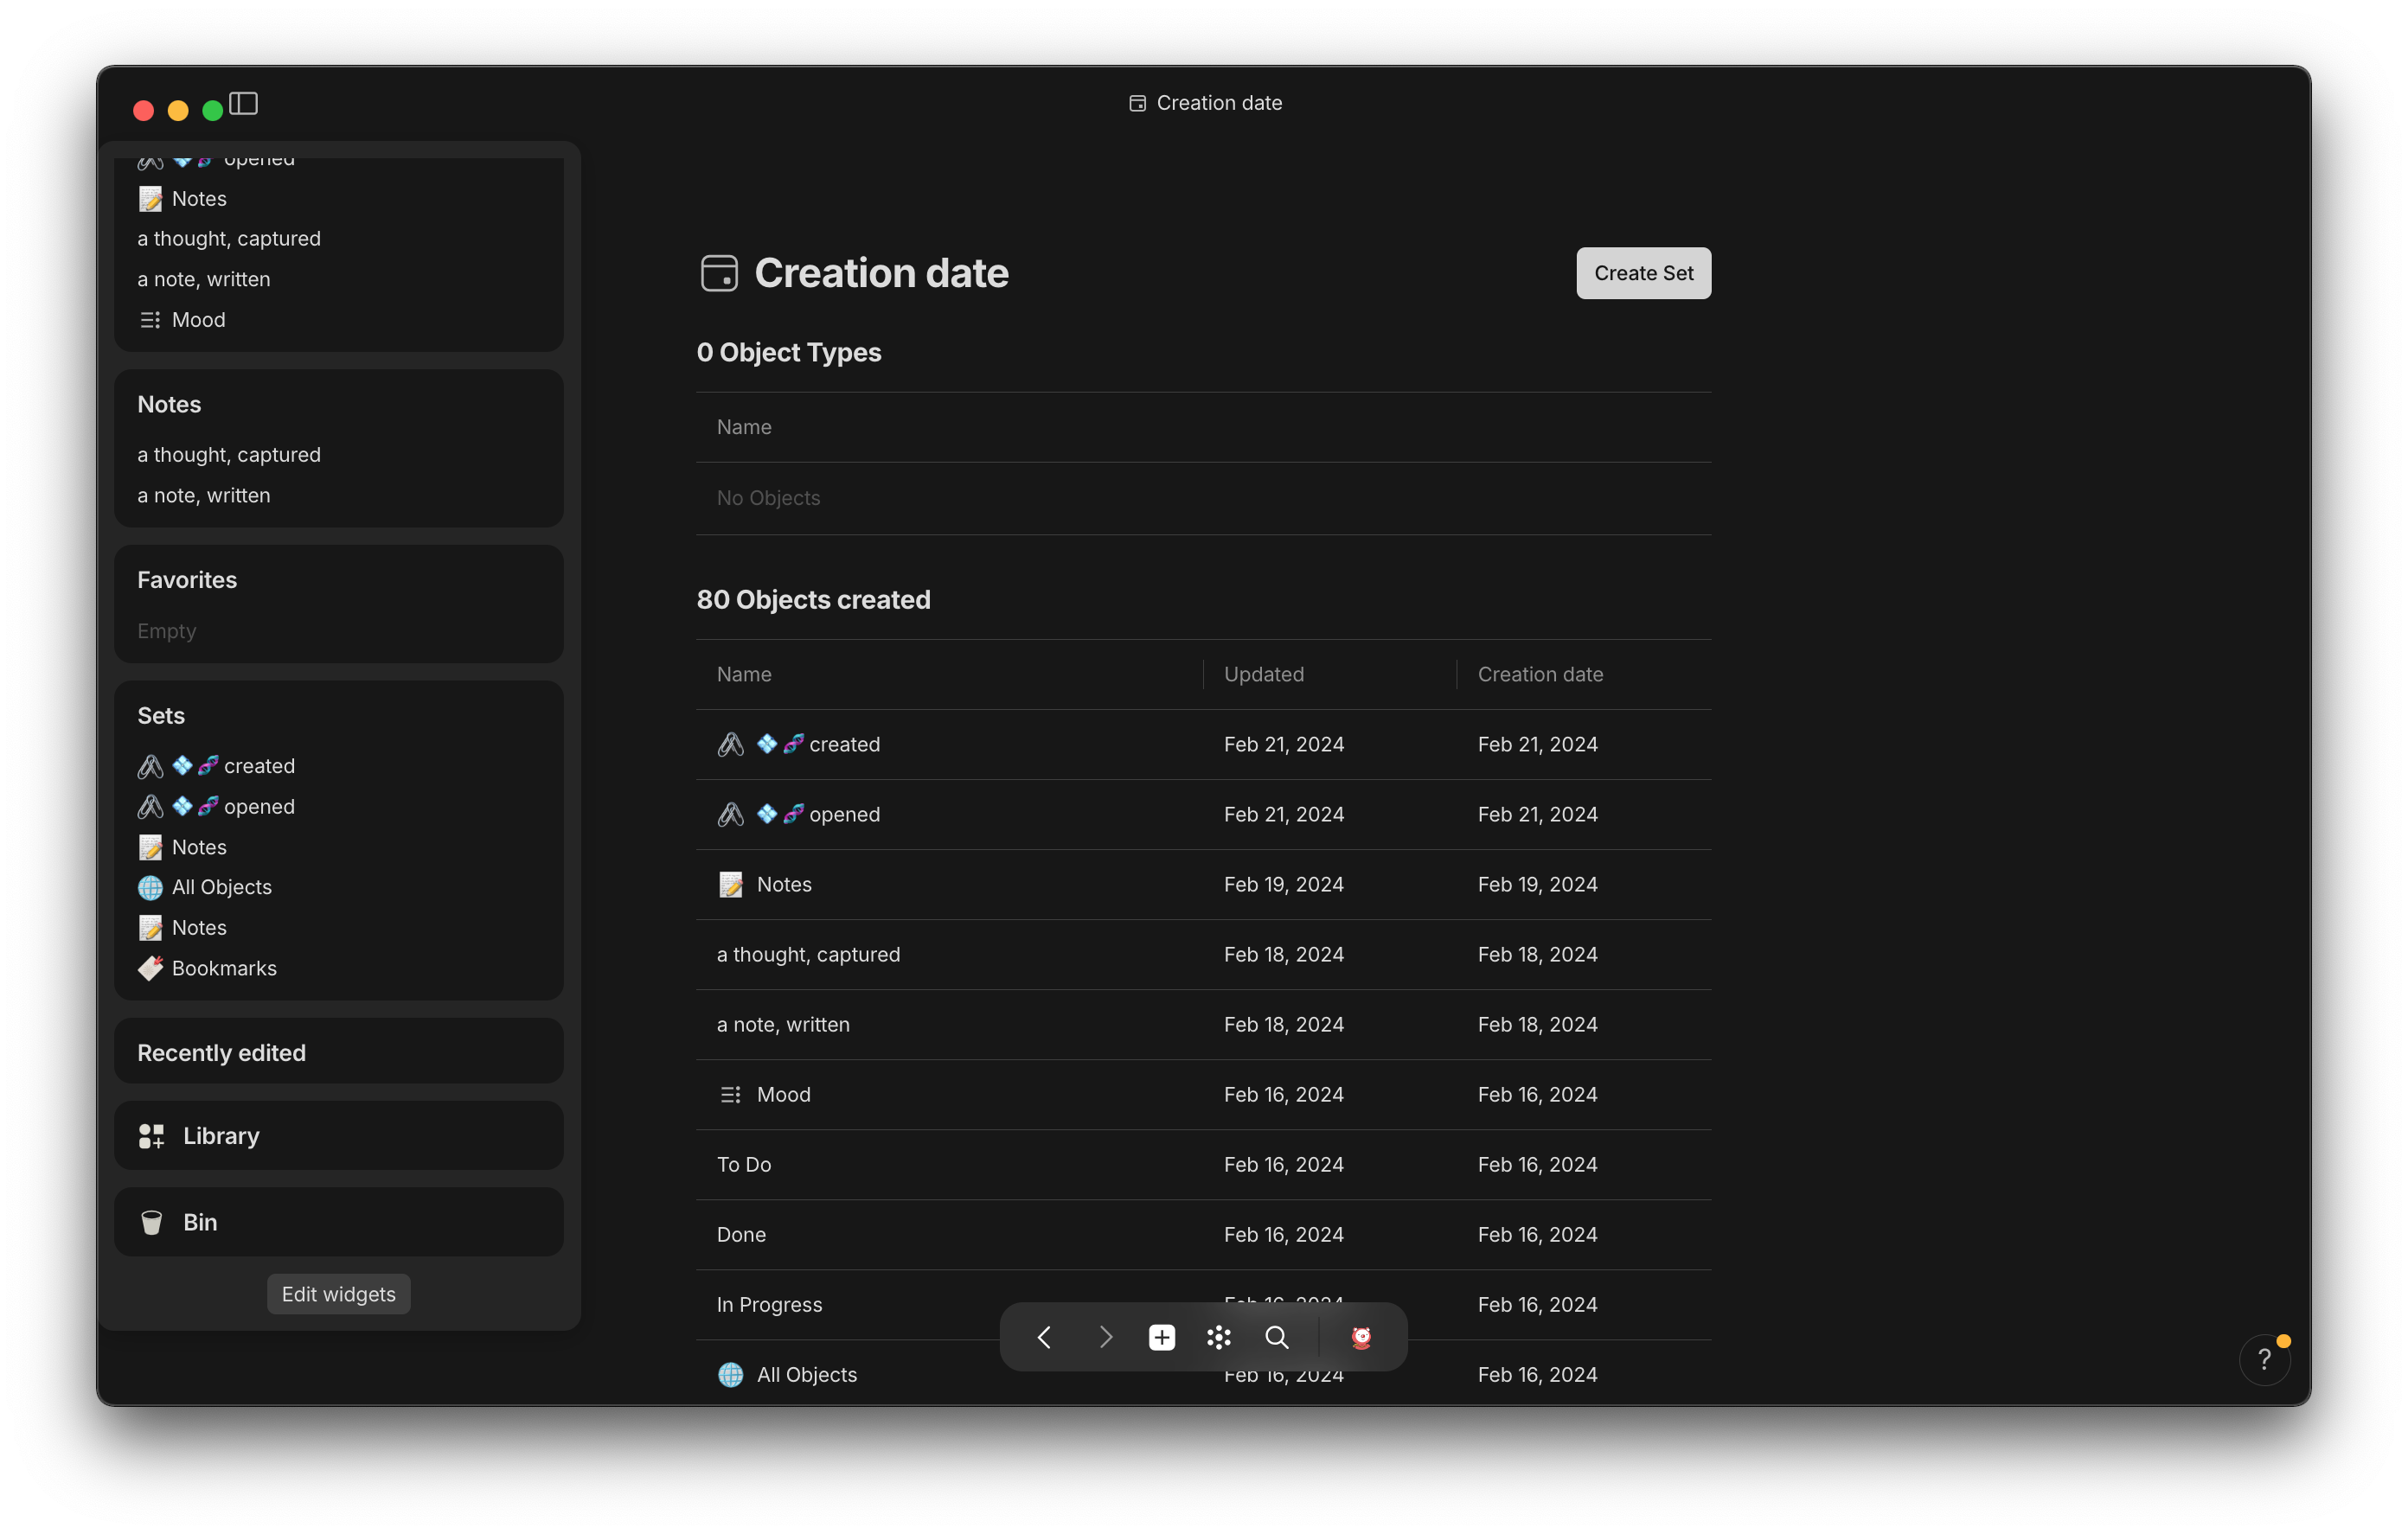 Creation date
opened
Notes
a thought, captured
a note, written
Mood
Notes
a thought, captured
a note, written
Favorites
Empty
Sets
created
opened
Notes
All Objects
Notes
Bookmarks
Recently edited
Library
Bin
Edit widgets
Creation date
Create Set
0 Object Types
Name
No Objects
80 Objects created
Name Updated Creation date
created Feb 21, 2024 Feb 21, 2024
opened Feb 21, 2024 Feb 21, 2024
Notes Feb 19, 2024 Feb 19, 2024
a thought, captured Feb 18, 2024 Feb 18, 2024
a note, written Feb 18, 2024 Feb 18, 2024
Mood Feb 16, 2024 Feb 16, 2024
To Do Feb 16, 2024 Feb 16, 2024
Done Feb 16, 2024 Feb 16, 2024
In Progress Feb 16, 2024 Feb 16, 2024
All Objects Feb 16, 2024 Feb 16, 2024
?